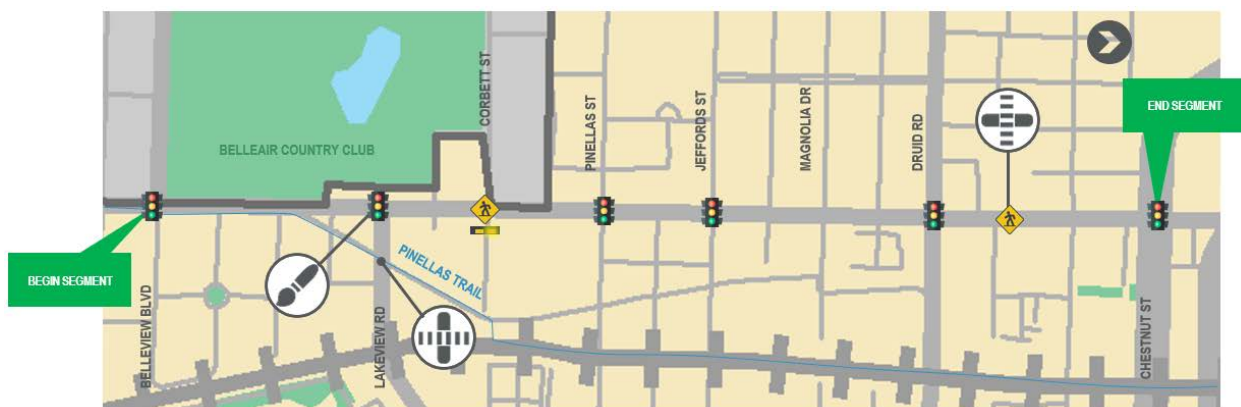 END SEGMENT
CORBETT ST
BELLEAIR COUNTRY CLUB
PINELLAS ST
JEFFORDS ST
MAGNOLIA DR
DRUID RD
BEGIN SEGMENT
PINELLAS TRAIL
BELLEVIEW BLVD
LAKEVIEW RD
CHESTNUT ST